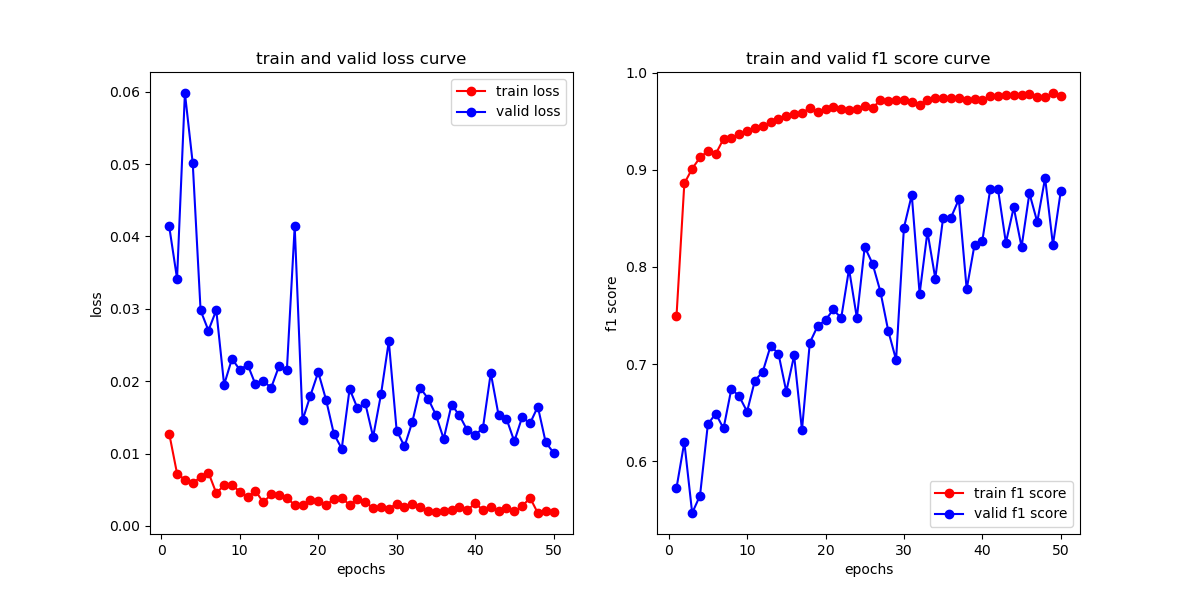 train and valid loss curve
train loss
valid loss
0.06
0.05
0.04
0.03
0.02
0.01
0.00
loss
0 10 20 30 40 50
epochs
train and valid f1 score curve
1.0
0.9
0.8
0.7
0.6
f1 score
train f1 score
valid f1 score
0 10 20 30 40 50
epochs